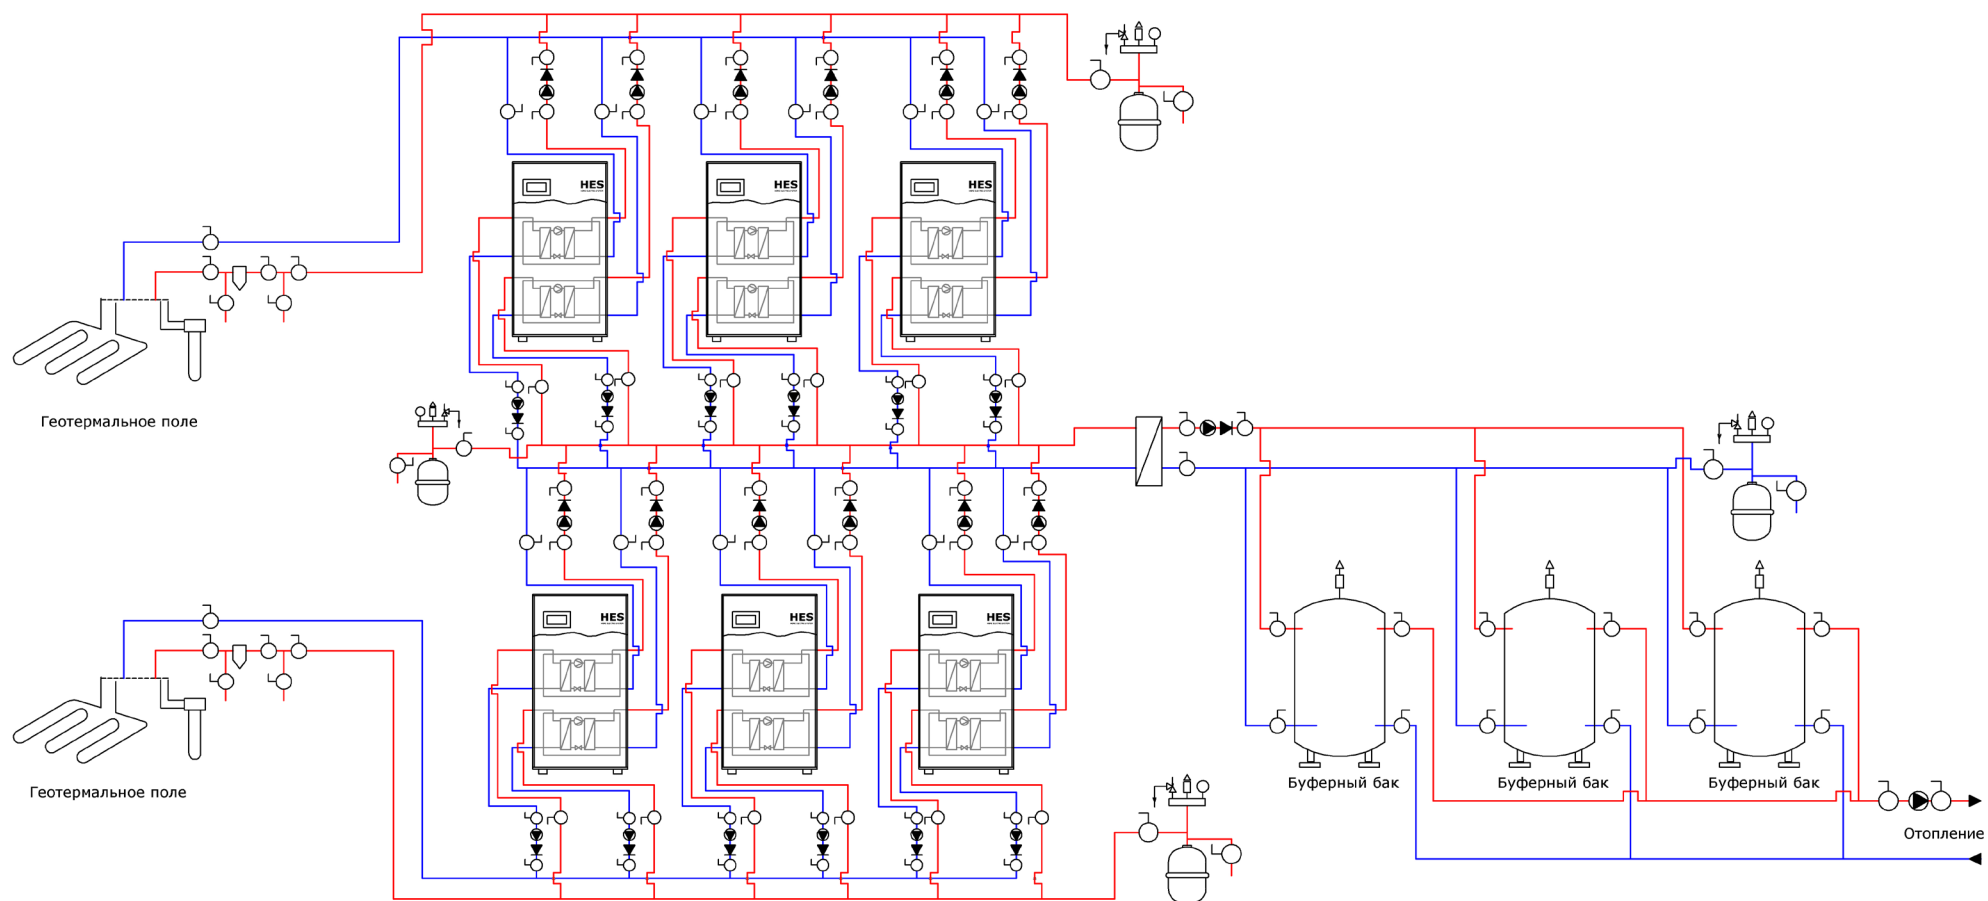 HES
HES
HES
Геотермальное поле
HES
HES
HES
Буферный бак
Буферный бак
Буферный бак
Геотермальное поле
Отопление